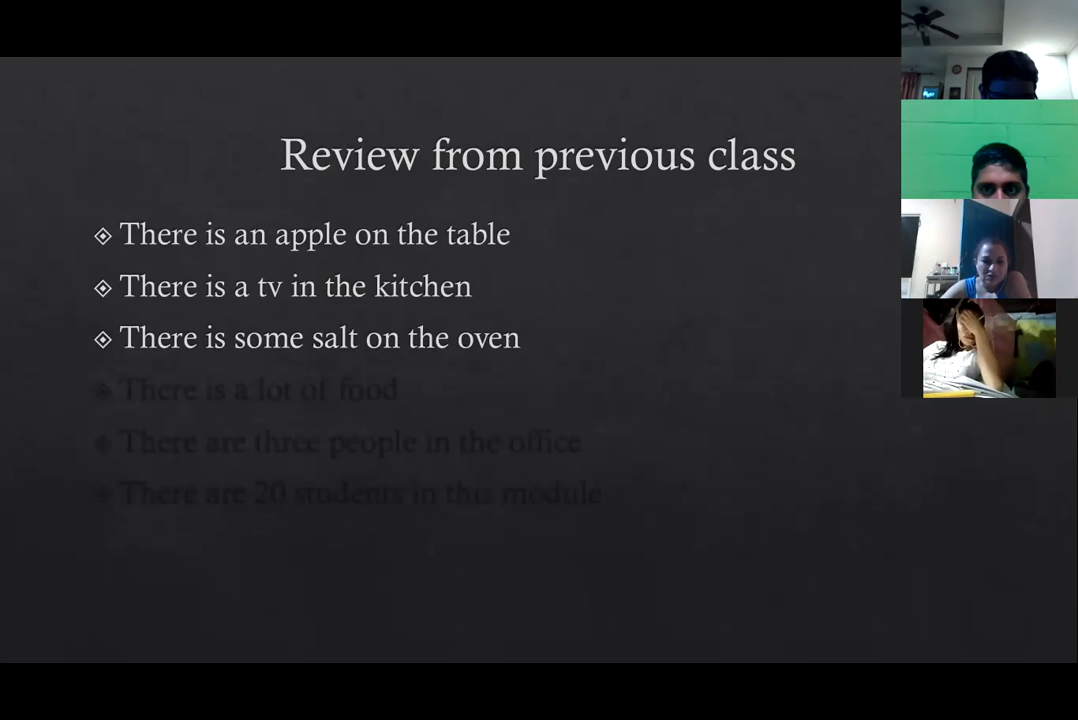 Review from previous class
There is an apple on the table
There is a tv in the kitchen
There is some salt on the oven
There is a lot of food
There are three people in the office
There are 20 students in this module